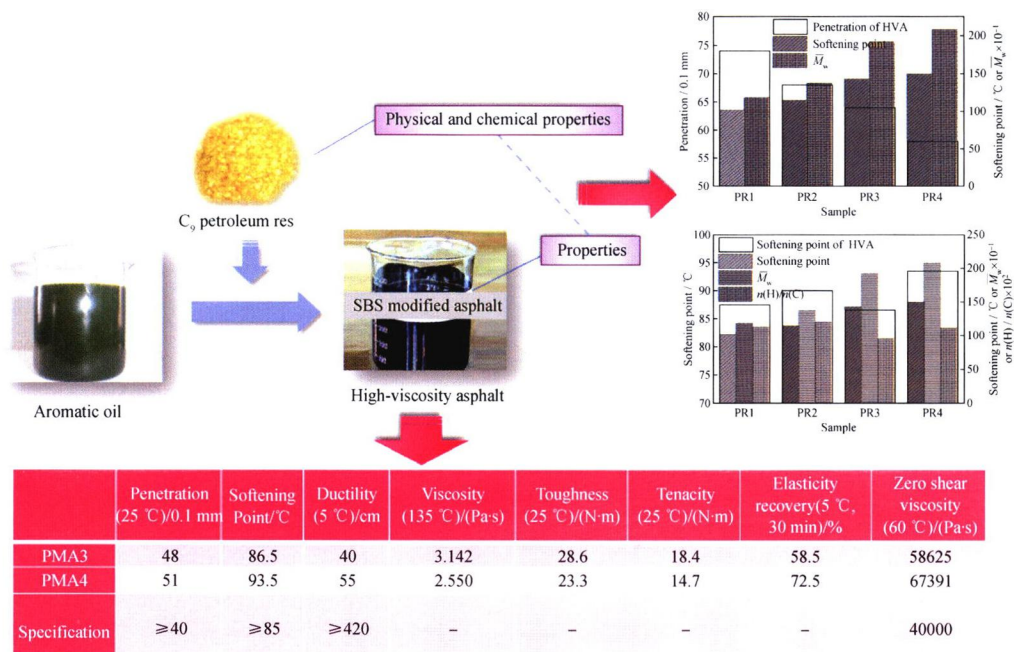 Physical and chemical properties
C₉ petroleum res
Properties
SBS modified asphalt
High-viscosity asphalt
Aromatic oil
80
75
70
65
60
55
50
Penetration / 0.1 mm
Penetration of HVA
Softening point
M̄w
200
150
100
50
0
Softening point / ℃ or M̄w×10⁻¹
PR1 PR2 PR3 PR4
Sample
100
95
90
85
80
75
70
Softening point / ℃
Softening point of HVA
Softening point
M̄w
n(H)/n(C)
250
200
150
100
50
0
Softening point / ℃ or M̄w×10⁻¹
or n(H) / n(C)×10²
PR1 PR2 PR3 PR4
Sample
Penetration (25 ℃)/0.1 mm Softening Point/℃ Ductility (5 ℃)/cm Viscosity (135 ℃)/(Pa·s) Toughness (25 ℃)/(N·m) Tenacity (25 ℃)/(N·m) Elasticity recovery(5 ℃, 30 min)/% Zero shear viscosity (60 ℃)/(Pa·s)
PMA3 48 86.5 40 3.142 28.6 18.4 58.5 58625
PMA4 51 93.5 55 2.550 23.3 14.7 72.5 67391
Specification ≥40 ≥85 ≥420 – – – – 40000